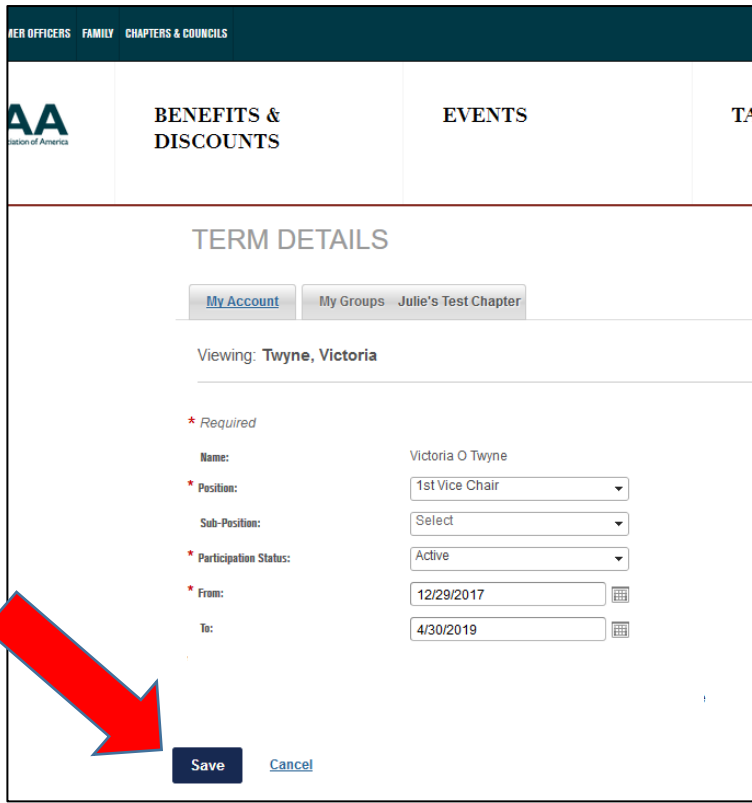 FAMILY CHAPTERS & COUNCILS
OFFICERS
BENEFITS &
DISCOUNTS
EVENTS
AA
of America
TERM DETAILS
My Account My Groups Julie's Test Chapter
Viewing: Twyne, Victoria
* Required
Name: Victoria O Twyne
* Position: 1st Vice Chair
Sub-Position: Select
* Participation Status: Active
* From: 12/29/2017
To: 4/30/2019
Save Cancel